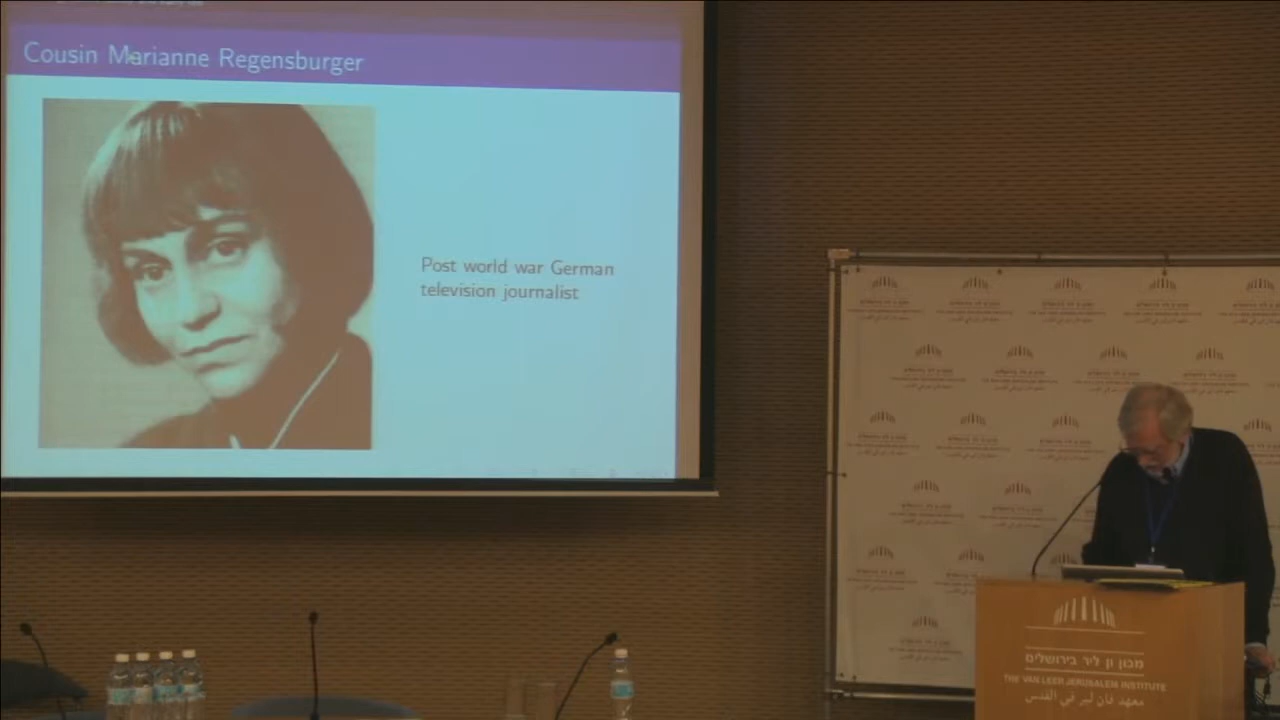 Cousin Marianne Regensburger
Post world war German
television journalist
מכון ון ליר בירושלים
THE VAN LEER JERUSALEM INSTITUTE
معهد فان لير في القدس